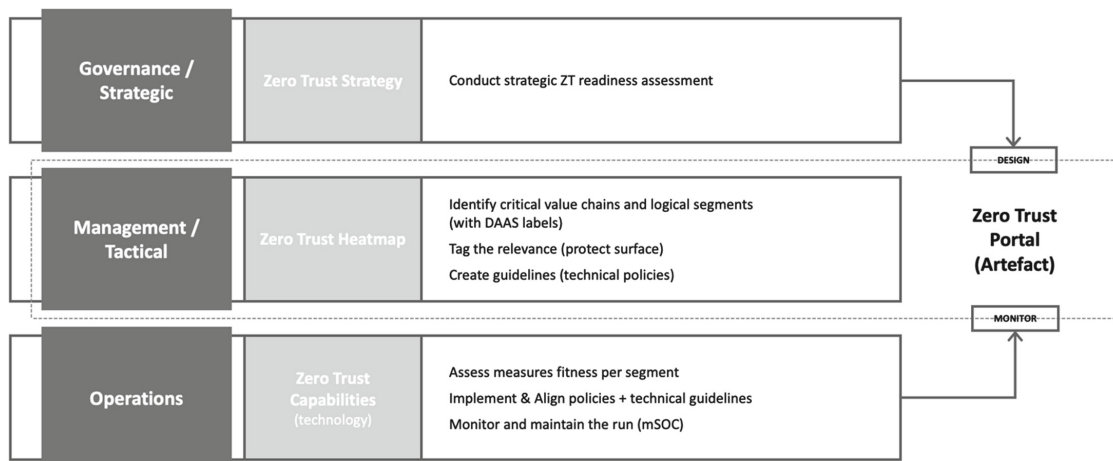 Governance /
Strategic
Zero Trust Strategy
Conduct strategic ZT readiness assessment
DESIGN
Management /
Tactical
Zero Trust Heatmap
Identify critical value chains and logical segments
(with DAAS labels)
Tag the relevance (protect surface)
Create guidelines (technical policies)
Zero Trust
Portal
(Artefact)
MONITOR
Operations
Zero Trust
Capabilities
(technology)
Assess measures fitness per segment
Implement & Align policies + technical guidelines
Monitor and maintain the run (mSOC)